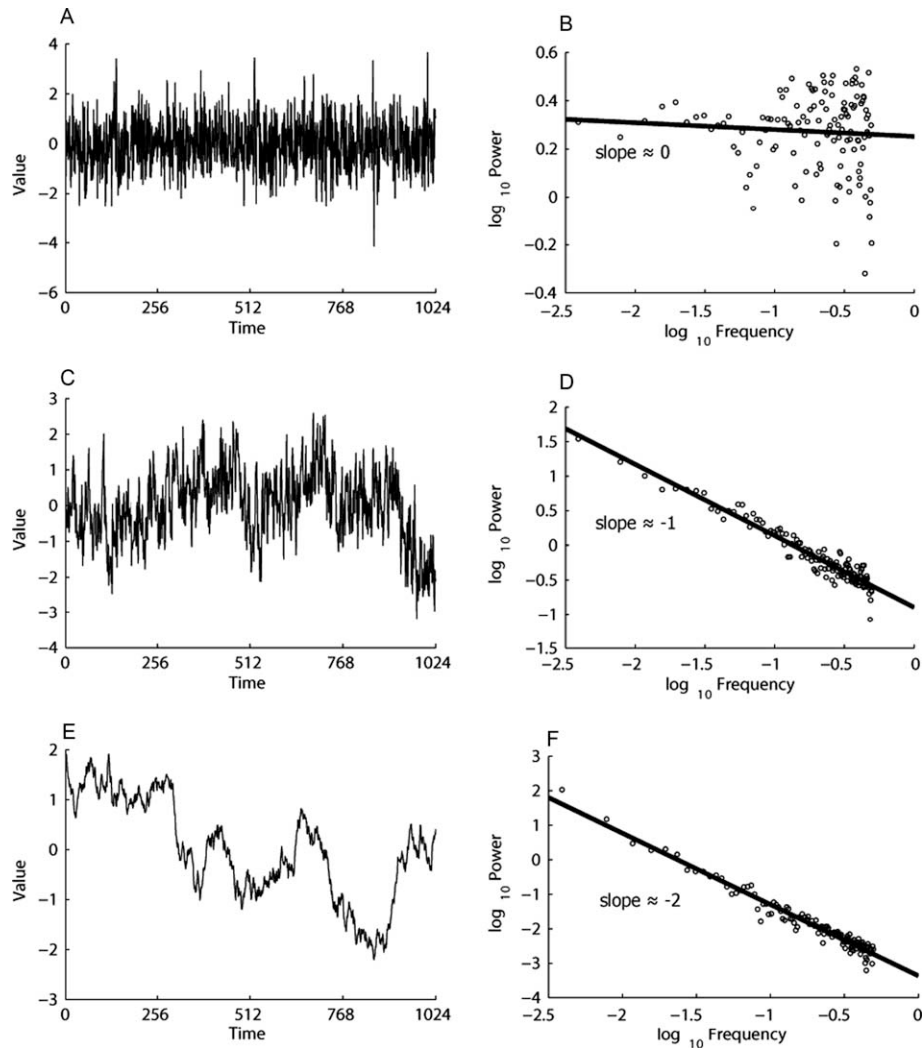 A
4
2
0
−2
−4
−6
Value
0 256 512 768 1024
Time
B
0.6
0.4
0.2
0
−0.2
−0.4
log 10 Power
slope ≈ 0
−2.5 −2 −1.5 −1 −0.5 0
log 10 Frequency
C
3
2
1
0
−1
−2
−3
−4
Value
0 256 512 768 1024
Time
D
2
1.5
1
0.5
0
−0.5
−1
−1.5
log 10 Power
slope ≈ -1
−2.5 −2 −1.5 −1 −0.5 0
log 10 Frequency
E
2
1
0
−1
−2
−3
Value
0 256 512 768 1024
Time
F
3
2
1
0
−1
−2
−3
−4
log 10 Power
slope ≈ -2
−2.5 −2 −1.5 −1 −0.5 0
log 10 Frequency